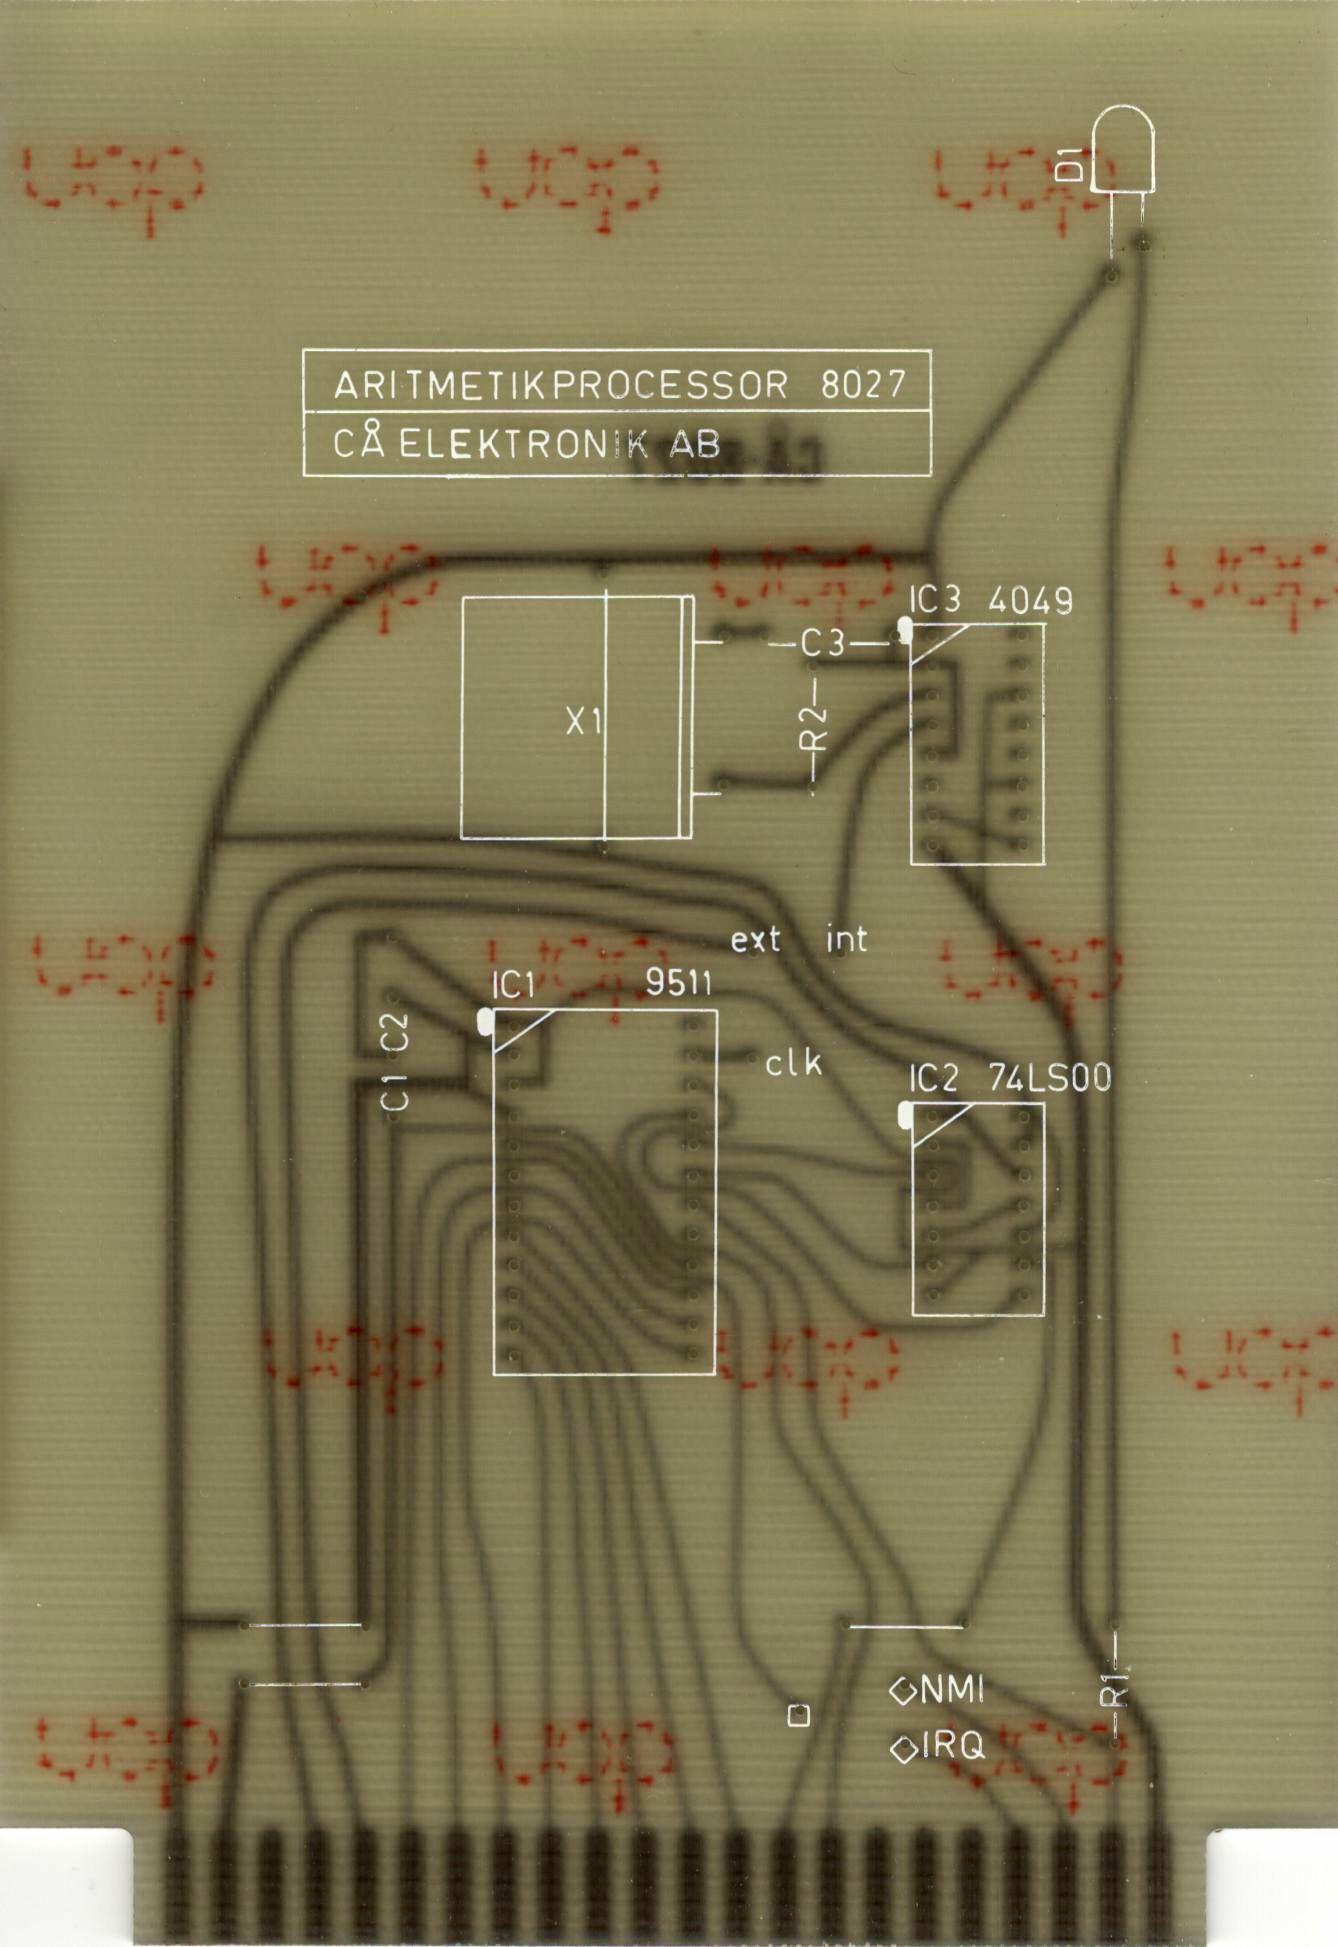 D1
ARITMETIKPROCESSOR 8027
CÅ ELEKTRONIK AB
IC3 4049
C3
X1
R2
ext int
IC1 9511
C2
clk
C1
IC2 74LS00
NMI
R1
IRQ